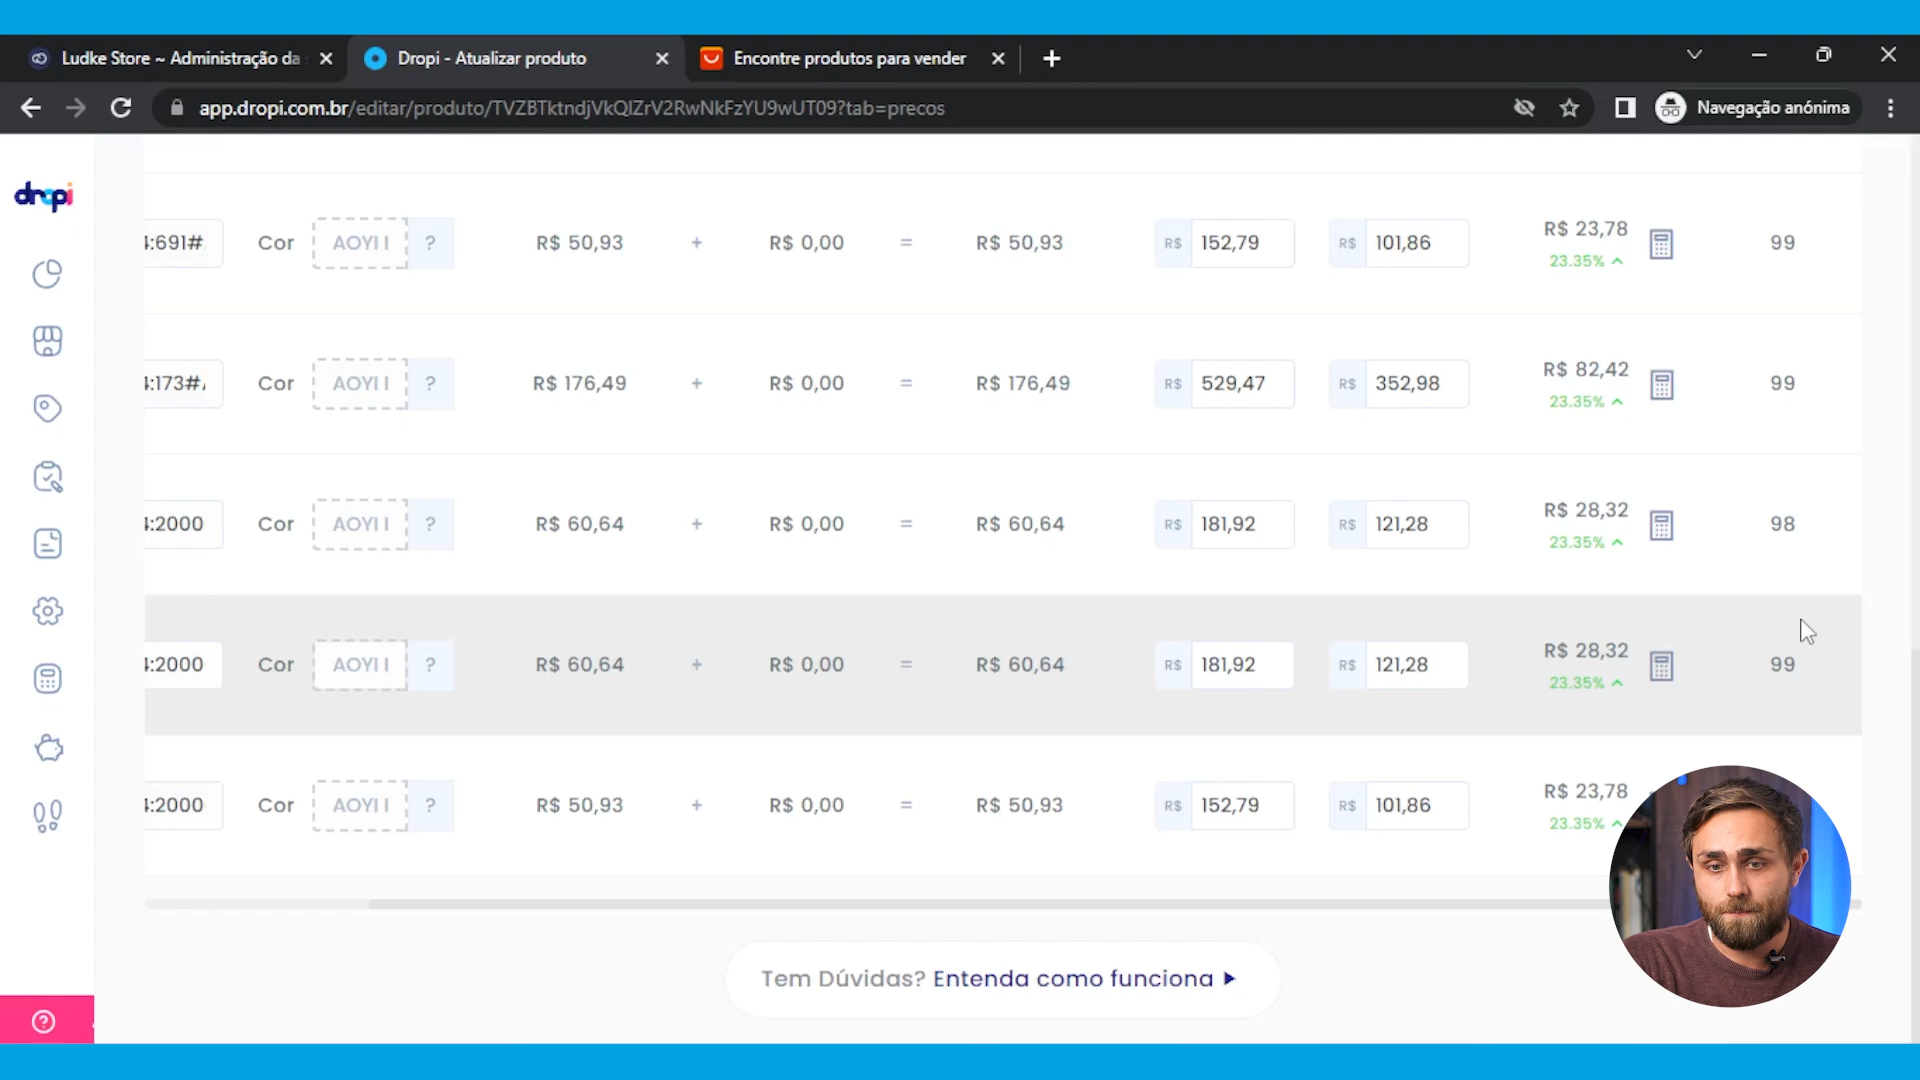 Ludke Store ~ Administração da
Dropi - Atualizar produto
Encontre produtos para vender
app.dropi.com.br/editar/produto/TVZBTktndjVkQlZrV2RwNkFzYU9wUT09?tab=precos
Navegação anónima
dropi
4:691# Cor AOYI I ? R$ 50,93 + R$ 0,00 = R$ 50,93 R$ 152,79 R$ 101,86 R$ 23,78 99
23.35%
4:173# Cor AOYI I ? R$ 176,49 + R$ 0,00 = R$ 176,49 R$ 529,47 R$ 352,98 R$ 82,42 99
23.35%
4:2000 Cor AOYI I ? R$ 60,64 + R$ 0,00 = R$ 60,64 R$ 181,92 R$ 121,28 R$ 28,32 98
23.35%
4:2000 Cor AOYI I ? R$ 60,64 + R$ 0,00 = R$ 60,64 R$ 181,92 R$ 121,28 R$ 28,32 99
23.35%
4:2000 Cor AOYI I ? R$ 50,93 + R$ 0,00 = R$ 50,93 R$ 152,79 R$ 101,86 R$ 23,78
23.35%
Tem Dúvidas? Entenda como funciona
?